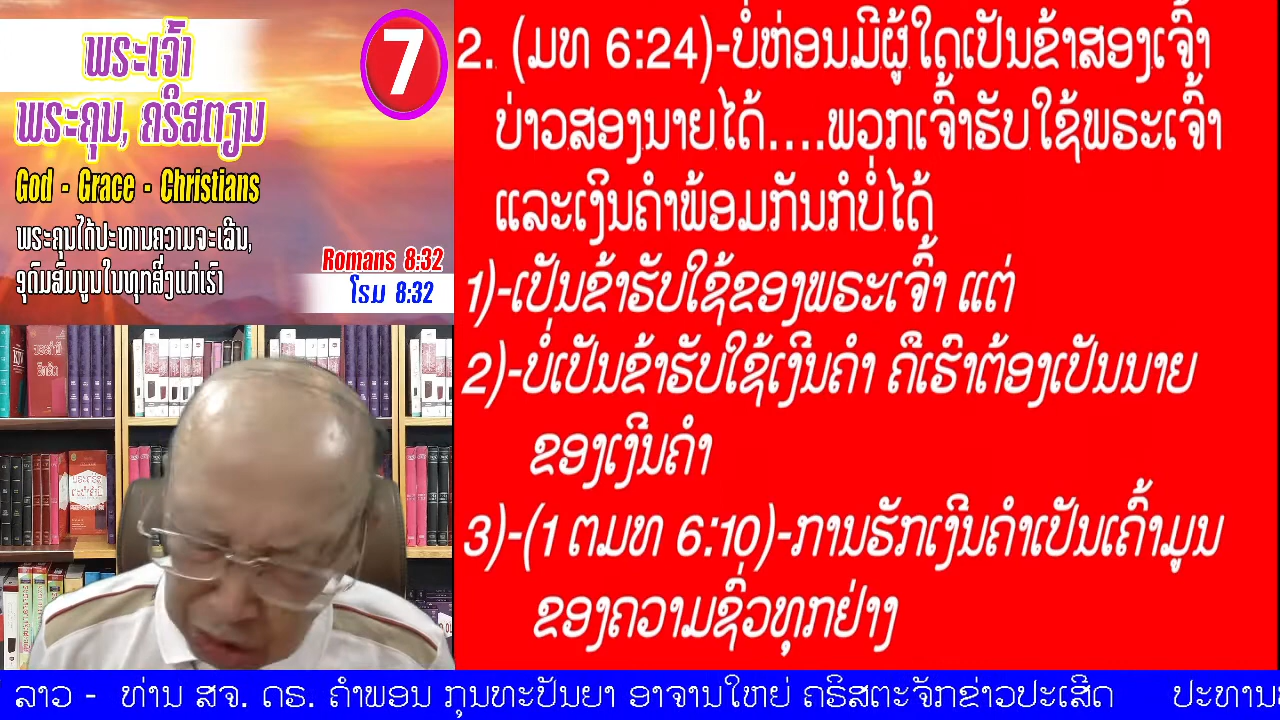 ພຣະເຈົ້າ
ພຣະຄຸນ, ຄຣິສຕຽນ
God - Grace - Christians
ພຣະຄຸນໄດ້ປະທານຄວາມຈະເລີນ,
ອຸດົມສົມບູນໃນທຸກສິ່ງແກ່ເຮົາ
Romans 8:32
ໂຣມ 8:32
7
2. (ມທ 6:24)-ບໍ່ຫ່ອນມີຜູ້ໃດເປັນຂ້າສອງເຈົ້າ
ບ່າວສອງນາຍໄດ້....ພວກເຈົ້າຮັບໃຊ້ພຣະເຈົ້າ
ແລະເງິນຄຳພ້ອມກັນກໍບໍ່ໄດ້
1)-ເປັນຂ້າຮັບໃຊ້ຂອງພຣະເຈົ້າ ແຕ່
2)-ບໍ່ເປັນຂ້າຮັບໃຊ້ເງິນຄຳ ຄືເຮົາຕ້ອງເປັນນາຍ
ຂອງເງິນຄຳ
3)-(1 ຕມທ 6:10)-ການຮັກເງິນຄຳເປັນເຄົ້າມູນ
ຂອງຄວາມຊົ່ວທຸກຢ່າງ
ລາວ - ທ່ານ ສຈ. ດຣ. ຄຳພອນ ກຸນທະປັນຍາ ອາຈານໃຫຍ່ ຄຣິສຕະຈັກຂ່າວປະເສີດ ປະທານ